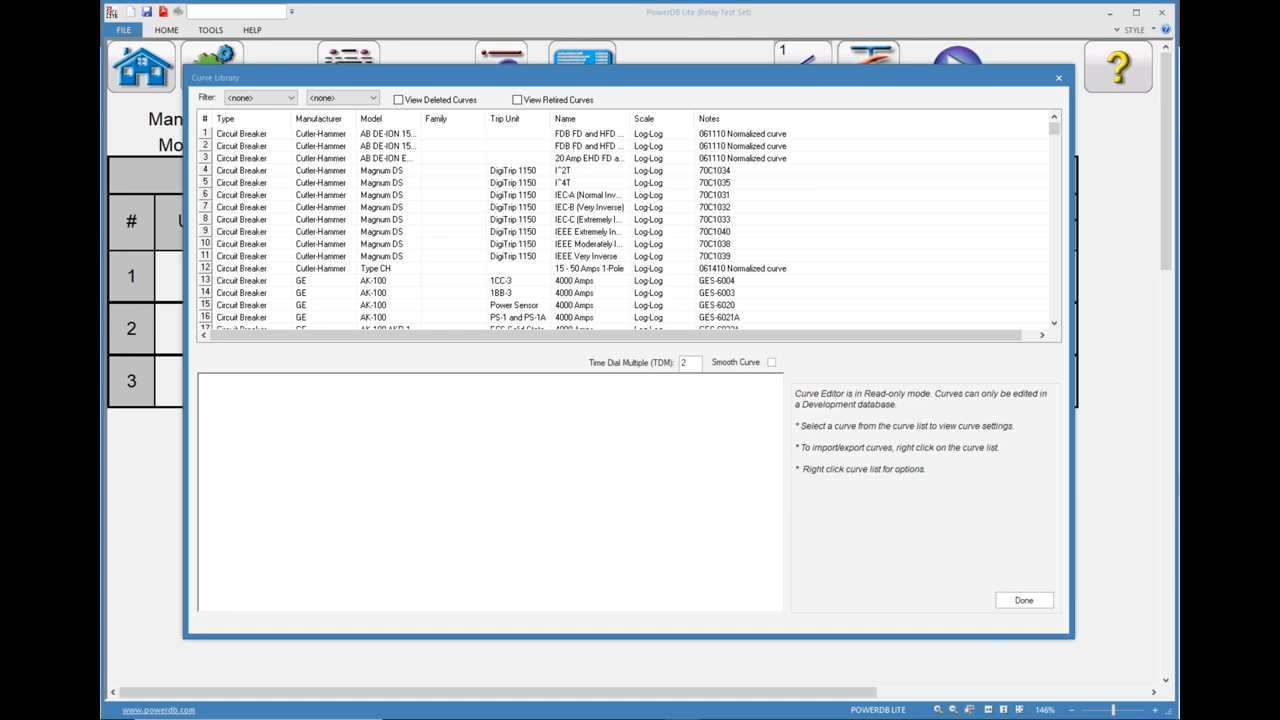 PowerDB Lite (Relay Test Set)
FILE HOME TOOLS HELP STYLE
1
Man
Mo
#
1
2
3
Curve Library
Filter: <none> <none> View Deleted Curves View Retired Curves
# Type Manufacturer Model Family Trip Unit Name Scale Notes
1 Circuit Breaker Cutler-Hammer AB DE-ION 15... FDB FD and HFD ... Log-Log 061110 Normalized curve
2 Circuit Breaker Cutler-Hammer AB DE-ION 15... FDB FD and HFD ... Log-Log 061110 Normalized curve
3 Circuit Breaker Cutler-Hammer AB DE-ION E... 20 Amp EHD FD a... Log-Log 061110 Normalized curve
4 Circuit Breaker Cutler-Hammer Magnum DS DigiTrip 1150 I^2T Log-Log 70C1034
5 Circuit Breaker Cutler-Hammer Magnum DS DigiTrip 1150 I^4T Log-Log 70C1035
6 Circuit Breaker Cutler-Hammer Magnum DS DigiTrip 1150 IEC-A (Normal Inv... Log-Log 70C1031
7 Circuit Breaker Cutler-Hammer Magnum DS DigiTrip 1150 IEC-B (Very Inverse) Log-Log 70C1032
8 Circuit Breaker Cutler-Hammer Magnum DS DigiTrip 1150 IEC-C (Extremely I... Log-Log 70C1033
9 Circuit Breaker Cutler-Hammer Magnum DS DigiTrip 1150 IEEE Extremely In... Log-Log 70C1040
10 Circuit Breaker Cutler-Hammer Magnum DS DigiTrip 1150 IEEE Moderately I... Log-Log 70C1038
11 Circuit Breaker Cutler-Hammer Magnum DS DigiTrip 1150 IEEE Very Inverse Log-Log 70C1039
12 Circuit Breaker Cutler-Hammer Type CH 15 - 50 Amps 1-Pole Log-Log 061410 Normalized curve
13 Circuit Breaker GE AK-100 1CC-3 4000 Amps Log-Log GES-6004
14 Circuit Breaker GE AK-100 1BB-3 4000 Amps Log-Log GES-6003
15 Circuit Breaker GE AK-100 Power Sensor 4000 Amps Log-Log GES-6020
16 Circuit Breaker GE AK-100 PS-1 and PS-1A 4000 Amps Log-Log GES-6021A
17 Circuit Breaker GE 4000 Amps Log-Log
Time Dial Multiple (TDM): 2 Smooth Curve
Curve Editor is in Read-only mode. Curves can only be edited in
a Development database.
* Select a curve from the curve list to view curve settings.
* To import/export curves, right click on the curve list.
* Right click curve list for options.
Done
www.powerdb.com POWERDB LITE 146%